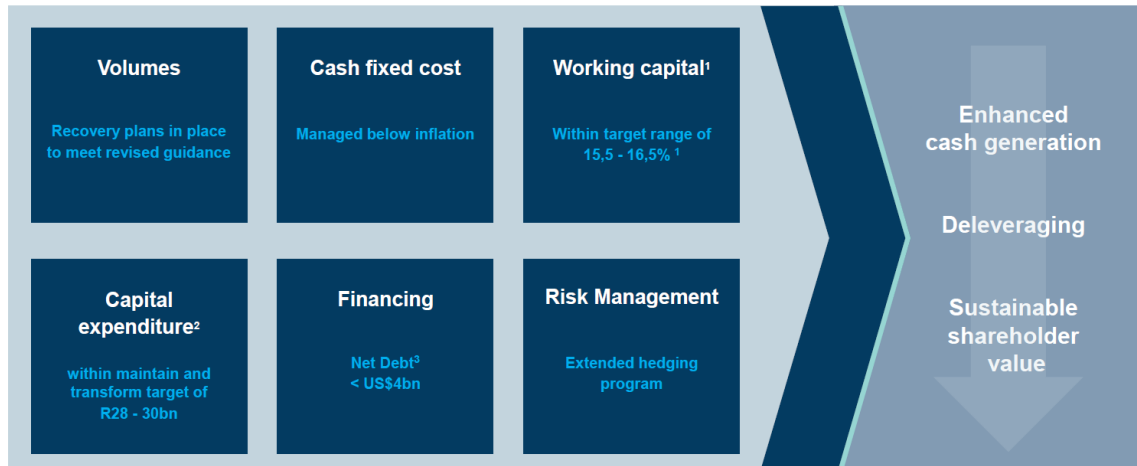 Volumes
Recovery plans in place
to meet revised guidance
Cash fixed cost
Managed below inflation
Working capital¹
Within target range of
15,5 - 16,5% ¹
Capital
expenditure²
within maintain and
transform target of
R28 - 30bn
Financing
Net Debt³
< US$4bn
Risk Management
Extended hedging
program
Enhanced
cash generation
Deleveraging
Sustainable
shareholder
value